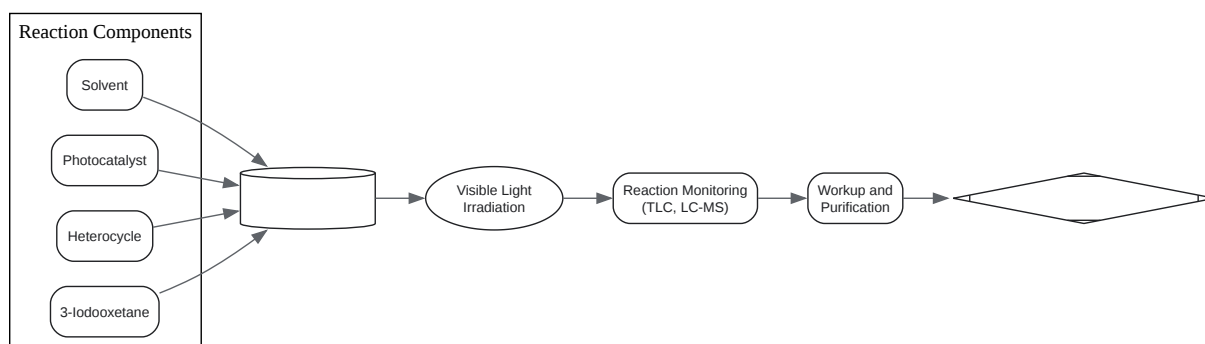 Reaction Components
Solvent
Photocatalyst
Heterocycle
3-Iodooxetane
Visible Light
Irradiation
Reaction Monitoring
(TLC, LC-MS)
Workup and
Purification